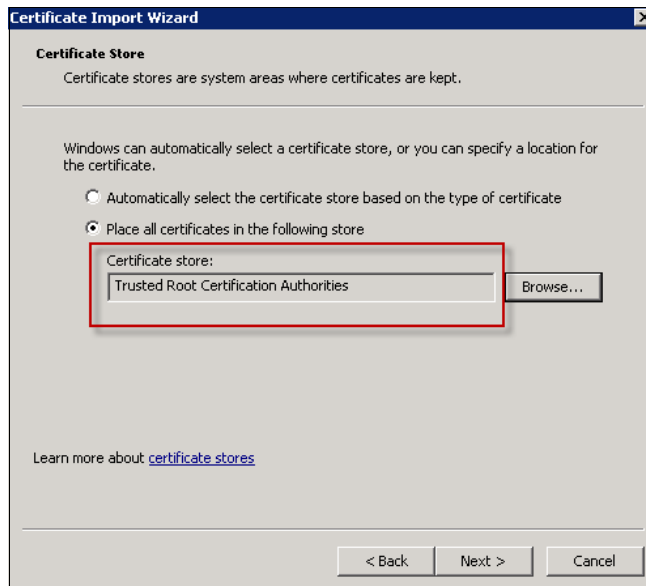 Certificate Import Wizard
Certificate Store
Certificate stores are system areas where certificates are kept.
Windows can automatically select a certificate store, or you can specify a location for
the certificate.
Automatically select the certificate store based on the type of certificate
Place all certificates in the following store
Certificate store:
Trusted Root Certification Authorities
Browse...
Learn more about certificate stores
< Back
Next >
Cancel